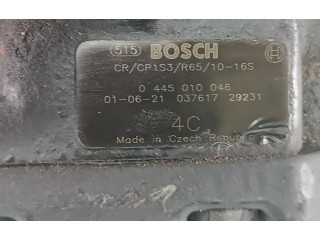 515 BOSCH
CR/CP1S3/R65/10-16S
0 445 010 046
01-06-21 037617 29231
4C
Made in Czech Republic